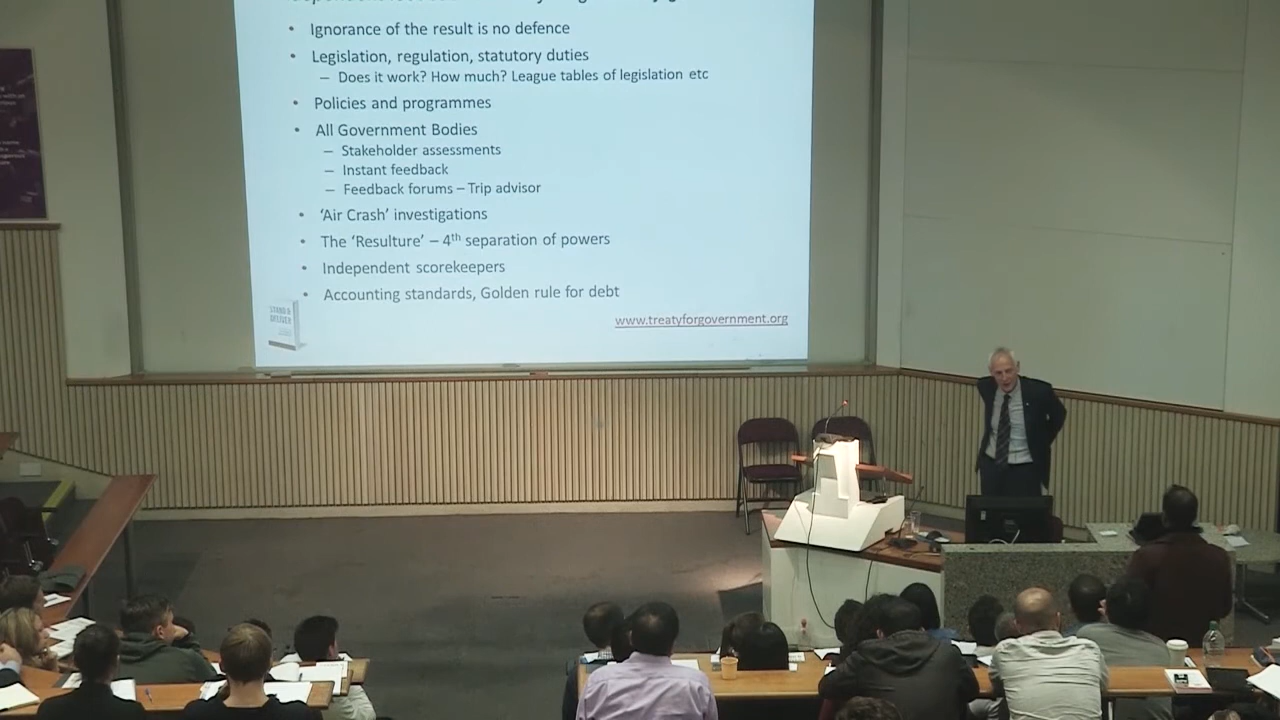 • Ignorance of the result is no defence
• Legislation, regulation, statutory duties
– Does it work? How much? League tables of legislation etc
• Policies and programmes
• All Government Bodies
– Stakeholder assessments
– Instant feedback
– Feedback forums – Trip advisor
• ‘Air Crash’ investigations
• The ‘Resulture’ – 4th separation of powers
• Independent scorekeepers
• Accounting standards, Golden rule for debt
STAND &
DELIVER
www.treatyforgovernment.org